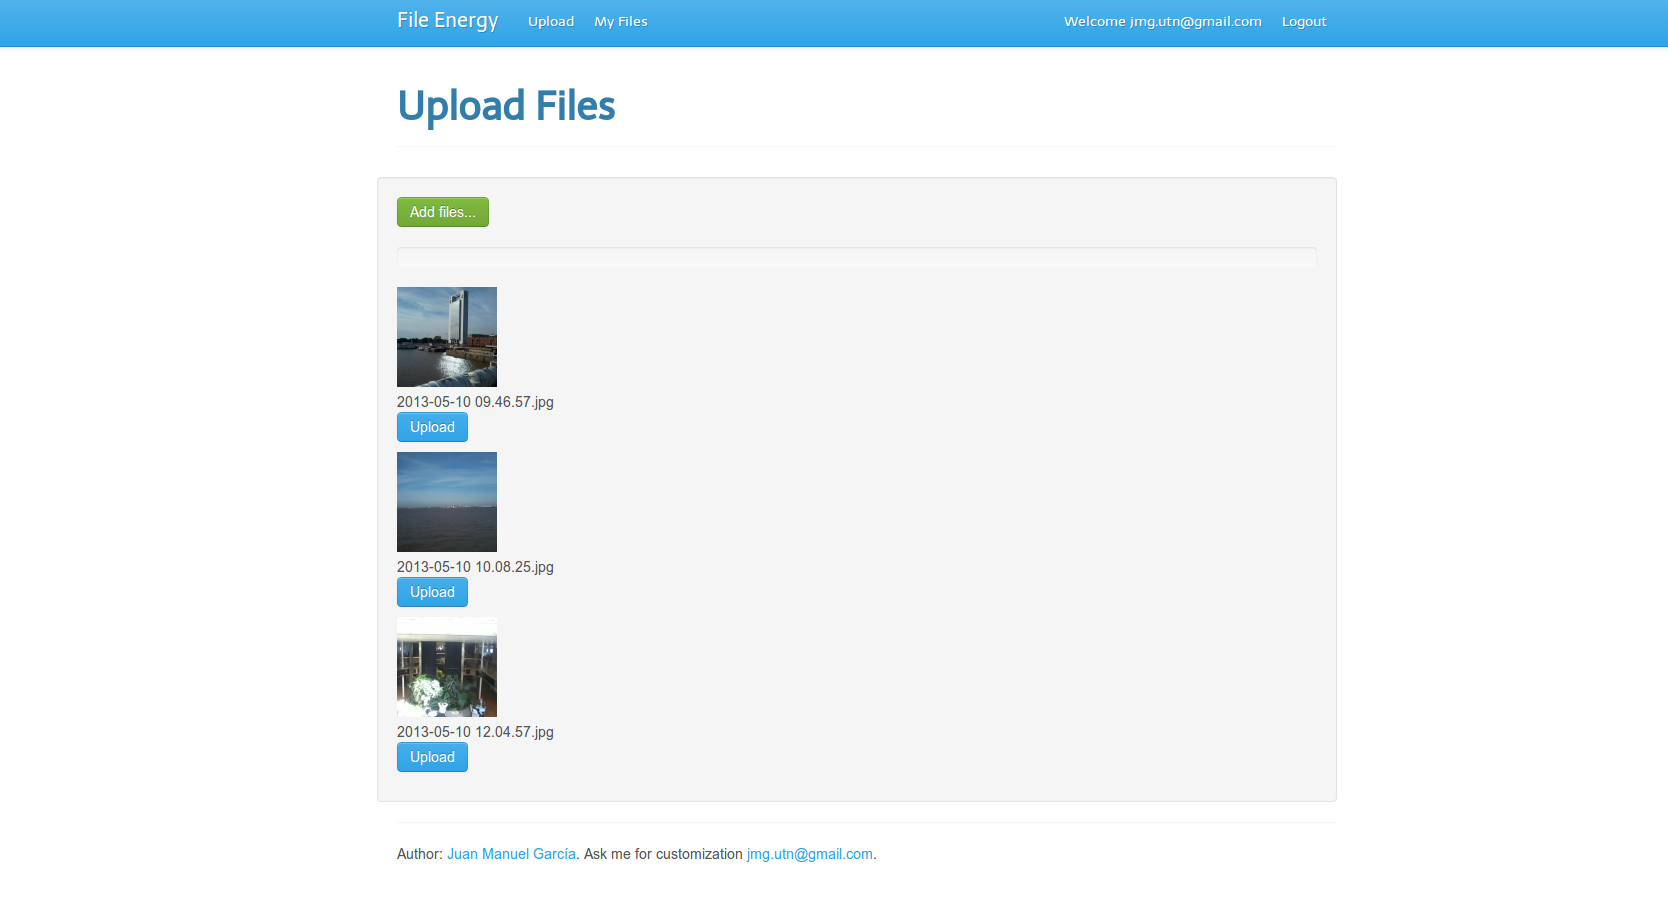 File Energy Upload My Files Welcome jmg.utn@gmail.com Logout
Upload Files
Add files...
2013-05-10 09.46.57.jpg
Upload
2013-05-10 10.08.25.jpg
Upload
2013-05-10 12.04.57.jpg
Upload
Author: Juan Manuel García. Ask me for customization jmg.utn@gmail.com.